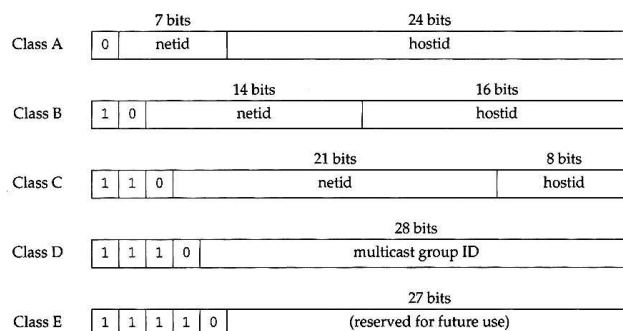 7 bits 24 bits
Class A 0 netid hostid
14 bits 16 bits
Class B 1 0 netid hostid
21 bits 8 bits
Class C 1 1 0 netid hostid
28 bits
Class D 1 1 1 0 multicast group ID
27 bits
Class E 1 1 1 1 0 (reserved for future use)